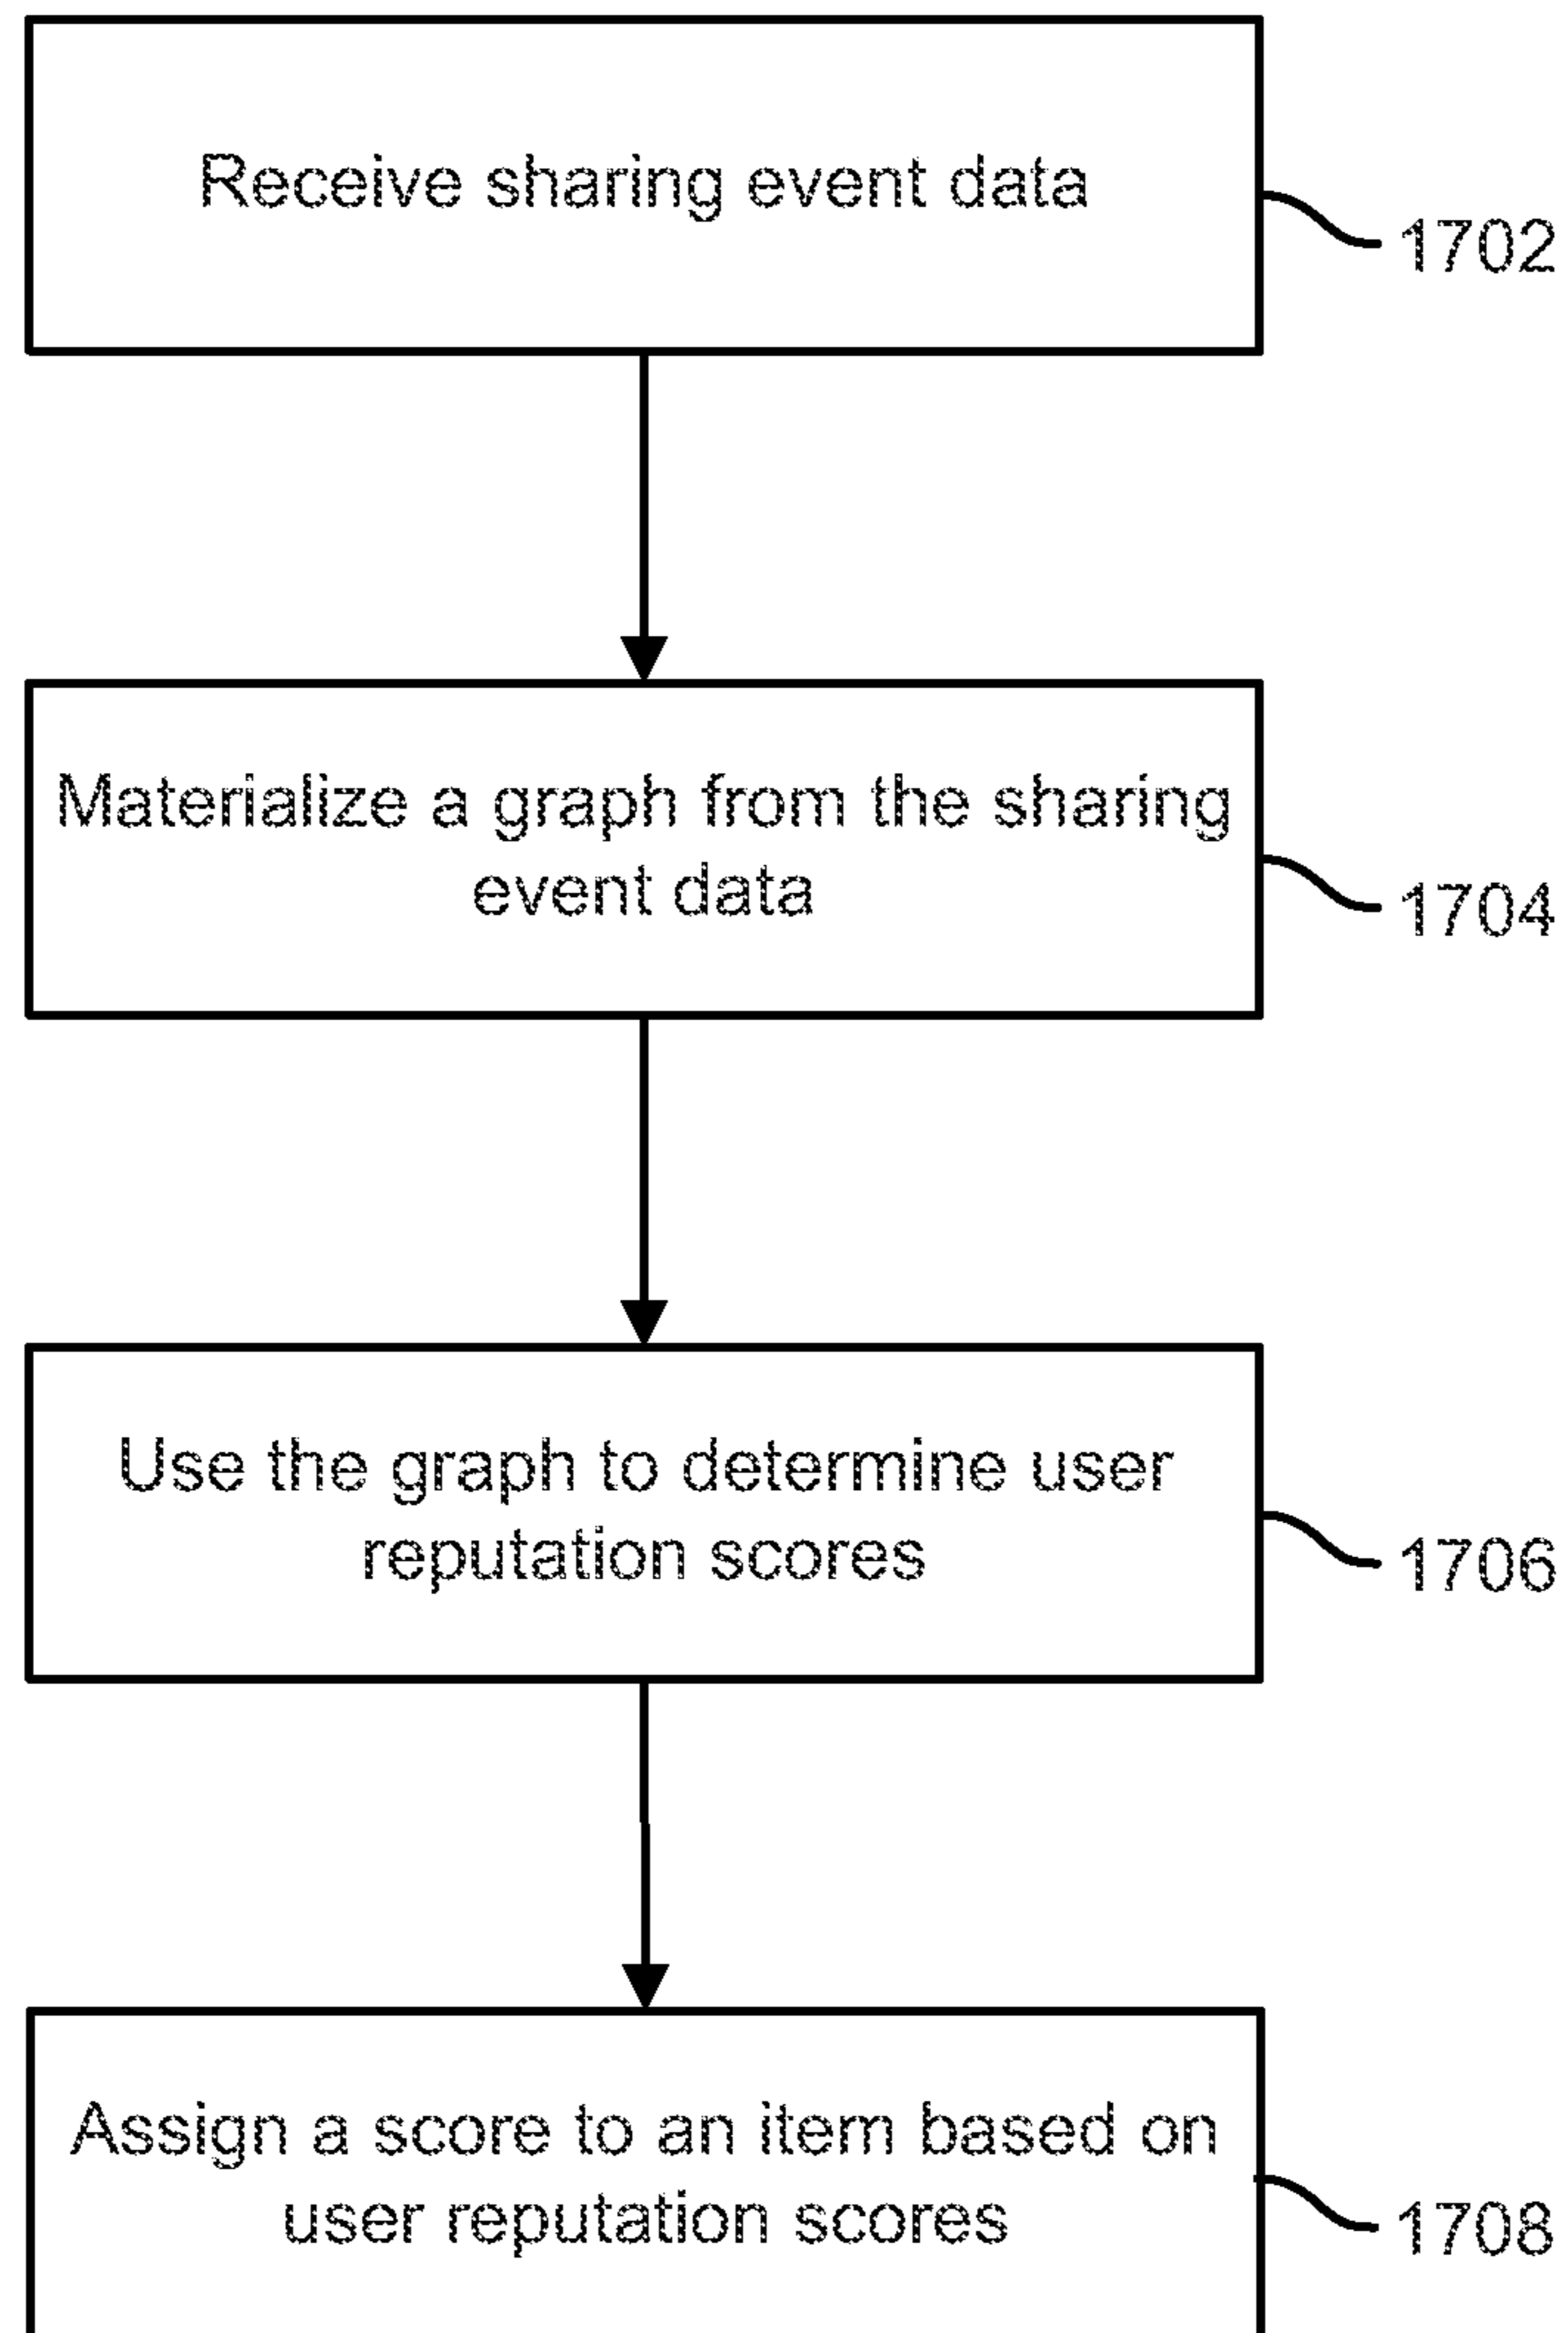 Receive sharing event data
1702
Materialize a graph from the sharing
event data
1704
Use the graph to determine user
reputation scores
1706
Assign a score to an item based on
user reputation scores
1708